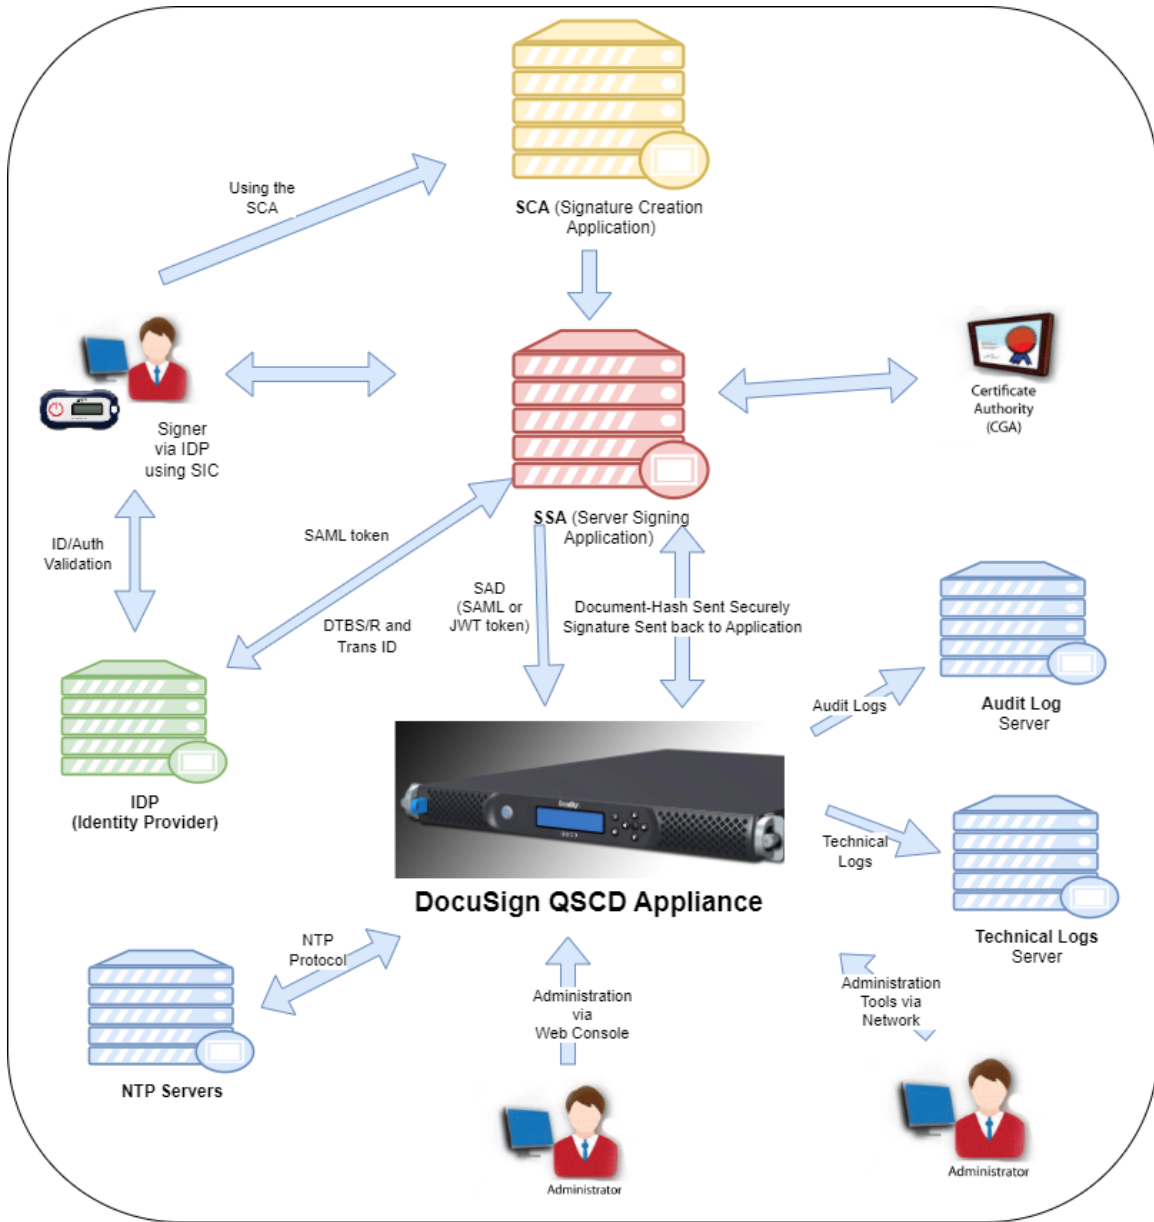 Using the
SCA
SCA (Signature Creation
Application)
Signer
via IDP
using SIC
Certificate
Authority
(CGA)
SSA (Server Signing
Application)
ID/Auth
Validation
SAML token
DTBS/R and
Trans ID
SAD
(SAML or
JWT token)
Document-Hash Sent Securely
Signature Sent back to Application
Audit Logs
Audit Log
Server
IDP
(Identity Provider)
DocuSign
Technical
Logs
DocuSign QSCD Appliance
Technical Logs
Server
NTP
Protocol
Administration
via
Web Console
Administration
Tools via
Network
NTP Servers
Administrator
Administrator